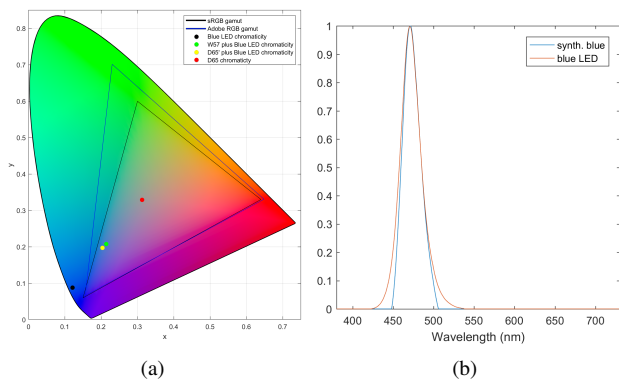 sRGB gamut
Adobe RGB gamut
Blue LED chromaticity
W57 plus Blue LED chromaticity
D65' plus Blue LED chromaticity
D65 chromaticty
0.8
0.7
0.6
0.5
0.4
0.3
0.2
0.1
0
y
0 0.1 0.2 0.3 0.4 0.5 0.6 0.7
x
(a)
synth. blue
blue LED
1
0.9
0.8
0.7
0.6
0.5
0.4
0.3
0.2
0.1
0
400 450 500 550 600 650 700
Wavelength (nm)
(b)